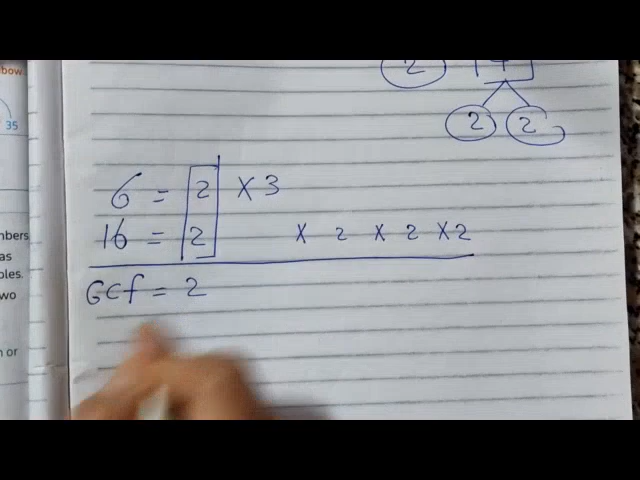 bow
35
2 4
2 2
6 = 2 × 3
16 = 2 × 2 × 2 × 2
GCf = 2
mbers
as
ples.
wo
n or